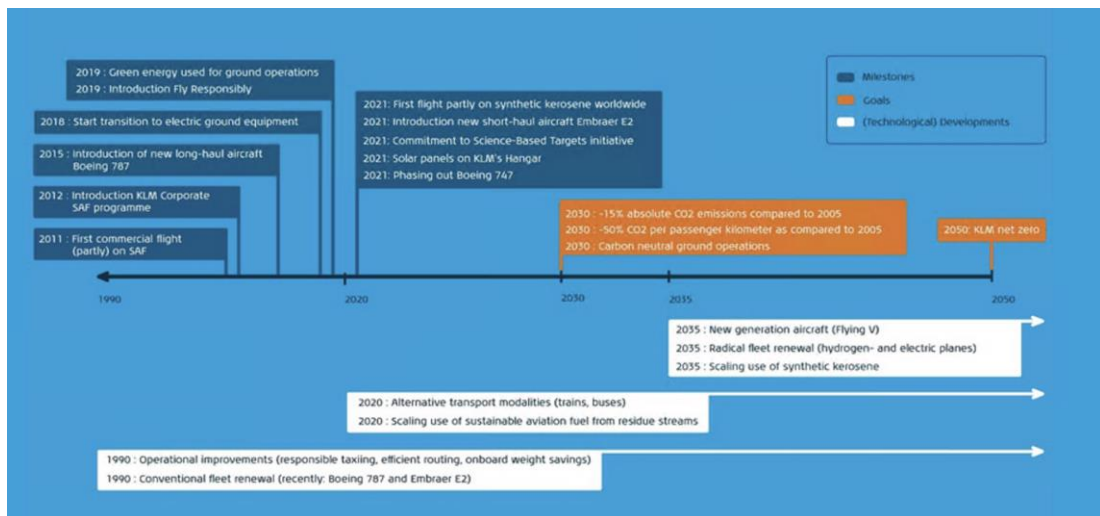 2019 : Green energy used for ground operations
2019 : Introduction Fly Responsibly
2018 : Start transition to electric ground equipment
2015 : Introduction of new long-haul aircraft
Boeing 787
2012 : Introduction KLM Corporate
SAF programme
2011 : First commercial flight
(partly) on SAF
2021: First flight partly on synthetic kerosene worldwide
2021: Introduction new short-haul aircraft Embraer E2
2021: Commitment to Science-Based Targets initiative
2021: Solar panels on KLM's Hangar
2021: Phasing out Boeing 747
Milestones
Goals
(Technological) Developments
2030 : -15% absolute CO2 emissions compared to 2005
2030 : -50% CO2 per passenger kilometer as compared to 2005
2030 : Carbon neutral ground operations
2050: KLM net zero
1990
2020
2030
2035
2050
2035 : New generation aircraft (Flying V)
2035 : Radical fleet renewal (hydrogen- and electric planes)
2035 : Scaling use of synthetic kerosene
2020 : Alternative transport modalities (trains, buses)
2020 : Scaling use of sustainable aviation fuel from residue streams
1990 : Operational improvements (responsible taxiing, efficient routing, onboard weight savings)
1990 : Conventional fleet renewal (recently: Boeing 787 and Embraer E2)